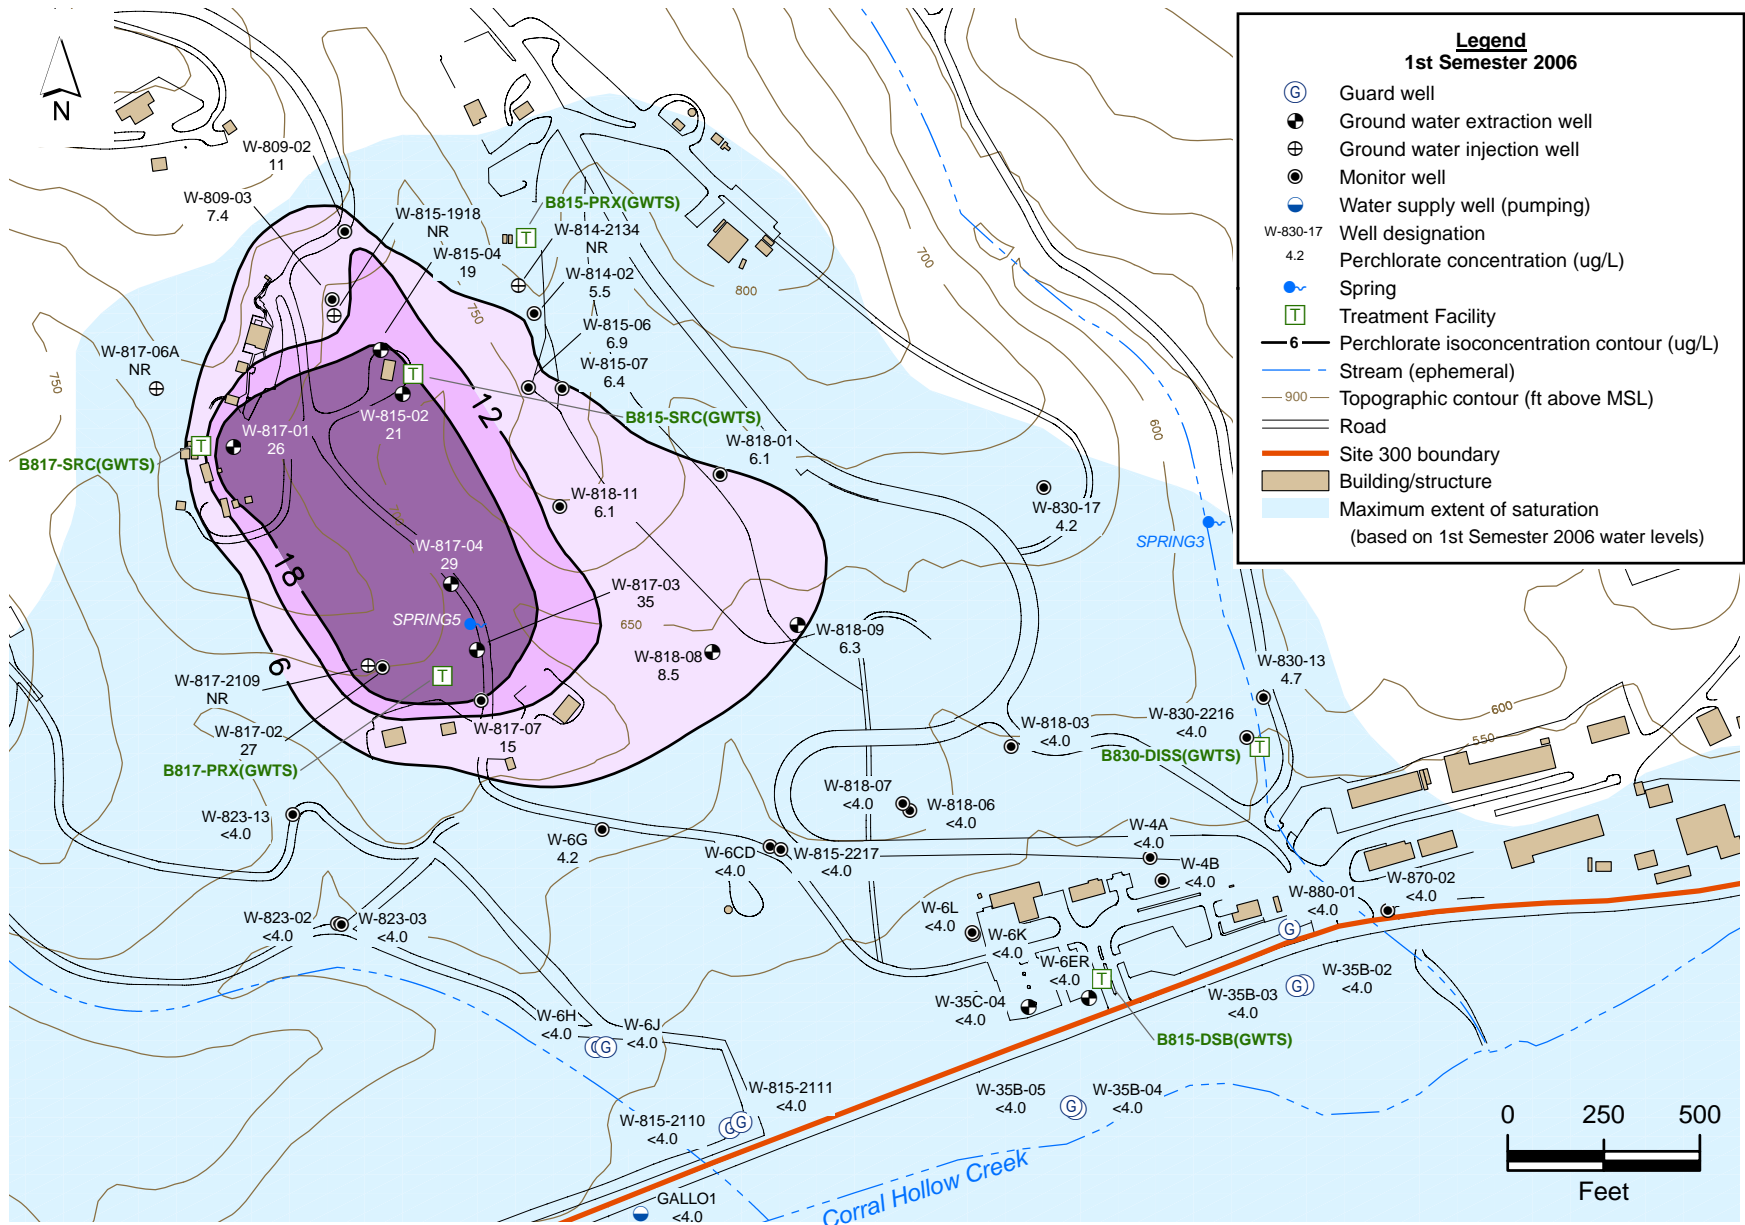 Legend
1st Semester 2006
G Guard well
Ground water extraction well
Ground water injection well
Monitor well
Water supply well (pumping)
W-830-17 Well designation
4.2 Perchlorate concentration (ug/L)
Spring
T Treatment Facility
6 Perchlorate isoconcentration contour (ug/L)
Stream (ephemeral)
900 Topographic contour (ft above MSL)
Road
Site 300 boundary
Building/structure
Maximum extent of saturation
(based on 1st Semester 2006 water levels)
N
W-809-02
11
W-809-03
7.4
W-815-1918
NR
W-815-04
19
B815-PRX(GWTS)
T
W-814-2134
NR
W-814-02
5.5
W-815-06
6.9
W-815-07
6.4
700
800
750
750
W-817-06A
NR
T
W-815-02
21
12
B815-SRC(GWTS)
W-817-01
26
T
B817-SRC(GWTS)
W-818-01
6.1
600
W-818-11
6.1
W-830-17
4.2
SPRING3
700
W-817-04
29
18
W-817-03
35
SPRING5
650
6
W-818-09
6.3
W-818-08
8.5
W-817-2109
NR
T
W-830-13
4.7
W-817-02
27
W-817-07
15
B817-PRX(GWTS)
W-818-03
<4.0
W-830-2216
<4.0
T
B830-DISS(GWTS)
600
550
W-818-07
<4.0
W-818-06
<4.0
W-823-13
<4.0
W-6G
4.2
W-6CD
<4.0
W-815-2217
<4.0
W-4A
<4.0
W-4B
<4.0
W-880-01
<4.0
W-870-02
<4.0
W-823-02
<4.0
W-823-03
<4.0
W-6L
<4.0
W-6K
<4.0
G
W-6ER
<4.0
T
W-35B-02
<4.0
G
W-35B-03
<4.0
W-35C-04
<4.0
B815-DSB(GWTS)
W-6H
<4.0
W-6J
<4.0
G
G
W-815-2111
<4.0
W-815-2110
<4.0
G
G
W-35B-05
<4.0
G
W-35B-04
<4.0
Corral Hollow Creek
GALLO1
<4.0
0 250 500
Feet